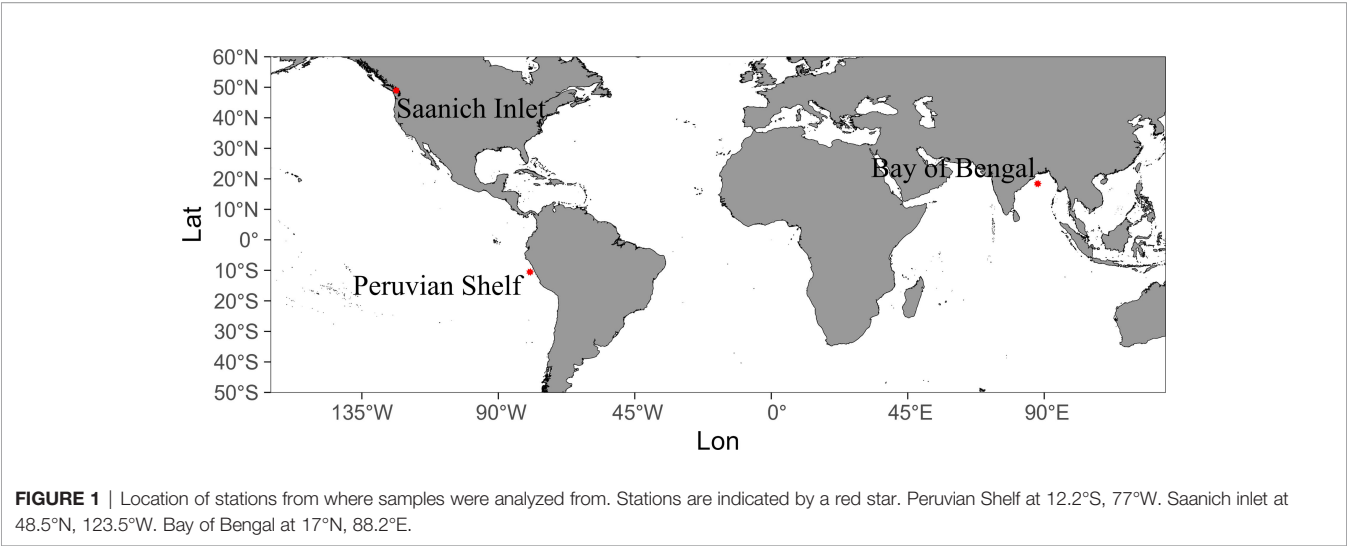 60°N
50°N
Saanich Inlet
40°N
30°N
Bay of Bengal
20°N
10°N
Lat
0°
10°S
Peruvian Shelf
20°S
30°S
40°S
50°S
135°W 90°W 45°W 0° 45°E 90°E
Lon
FIGURE 1 | Location of stations from where samples were analyzed from. Stations are indicated by a red star. Peruvian Shelf at 12.2°S, 77°W. Saanich inlet at
48.5°N, 123.5°W. Bay of Bengal at 17°N, 88.2°E.